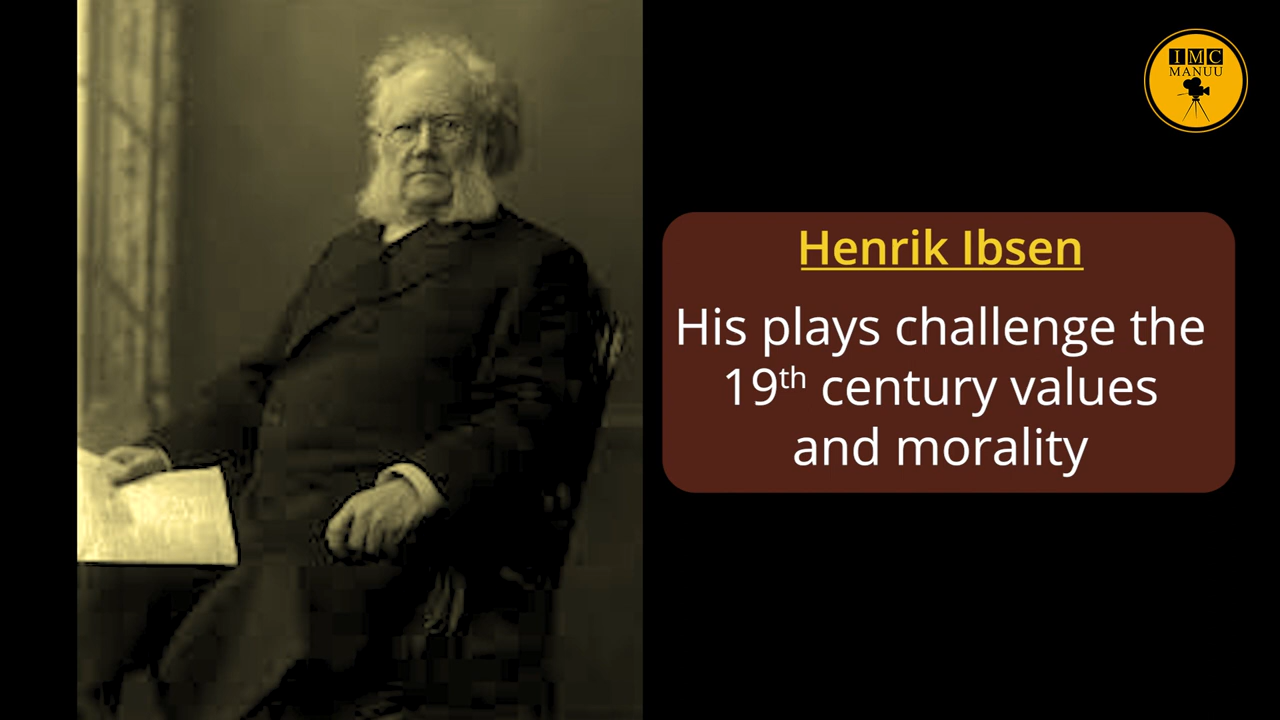 IMC
MANUU
Henrik Ibsen
His plays challenge the
19th century values
and morality